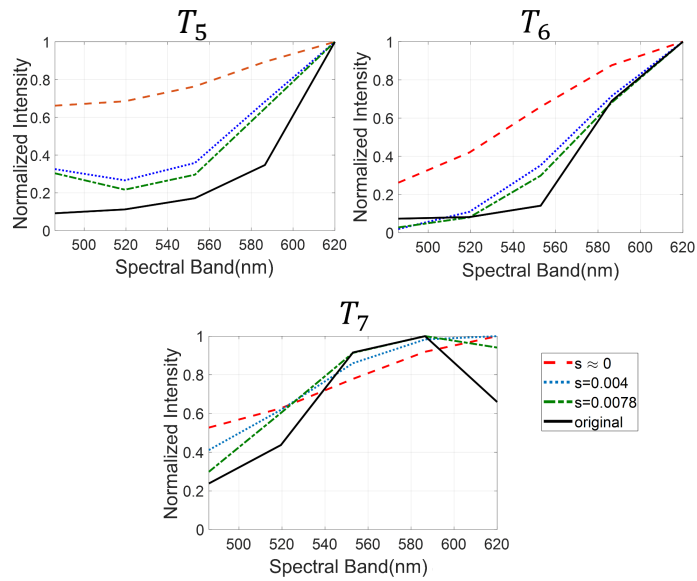 T5
1
0.8
0.6
0.4
0.2
0
Normalized Intensity
500 520 540 560 580 600 620
Spectral Band(nm)
T6
1
0.8
0.6
0.4
0.2
0
Normalized Intensity
500 520 540 560 580 600 620
Spectral Band(nm)
T7
1
0.8
0.6
0.4
0.2
0
Normalized Intensity
500 520 540 560 580 600 620
Spectral Band(nm)
s ≈ 0
s=0.004
s=0.0078
original